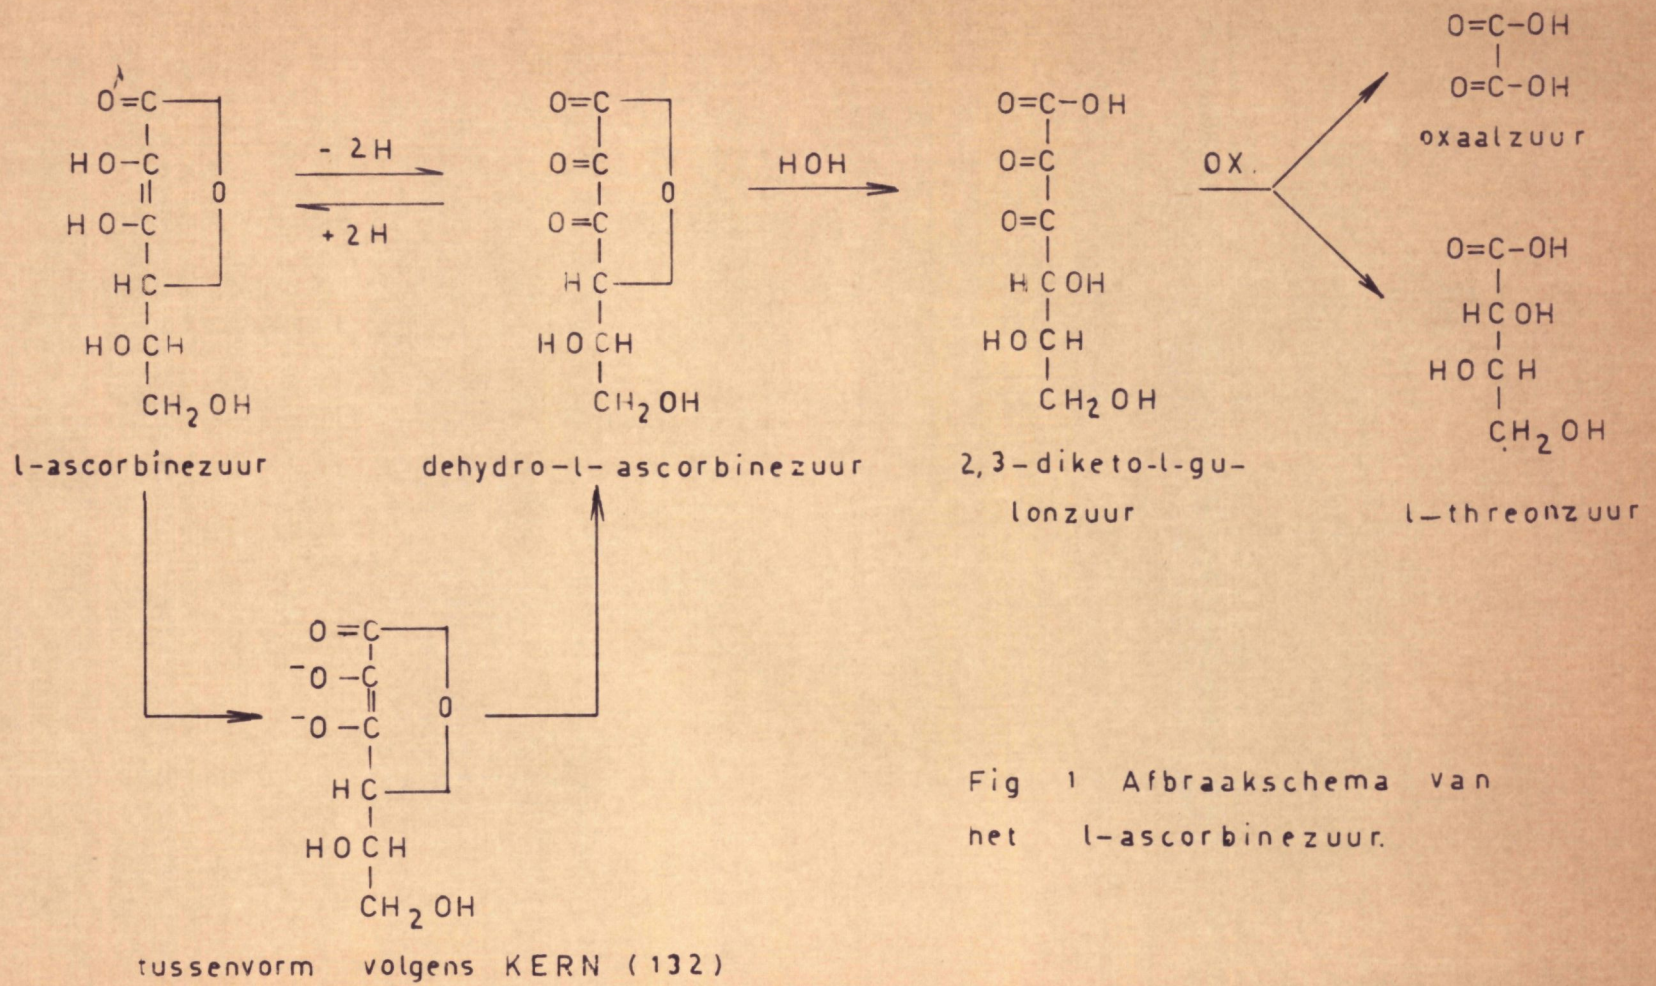 O=C
HO-C
HO-C
O
HC
HOCH
CH2OH
l-ascorbinezuur
- 2H
+ 2H
O=C
O=C
O=C
O
HC
HOCH
CH2OH
dehydro-l-ascorbinezuur
HOH
O=C-OH
O=C
O=C
HCOH
HOCH
CH2OH
2,3-diketo-l-gu-
lonzuur
OX.
O=C-OH
O=C-OH
oxaalzuur
O=C-OH
HCOH
HOCH
CH2OH
l-threonzuur
O=C
-O-C
-O-C
O
HC
HOCH
CH2OH
tussenvorm volgens KERN (132)
Fig 1 Afbraakschema van
het l-ascorbinezuur.